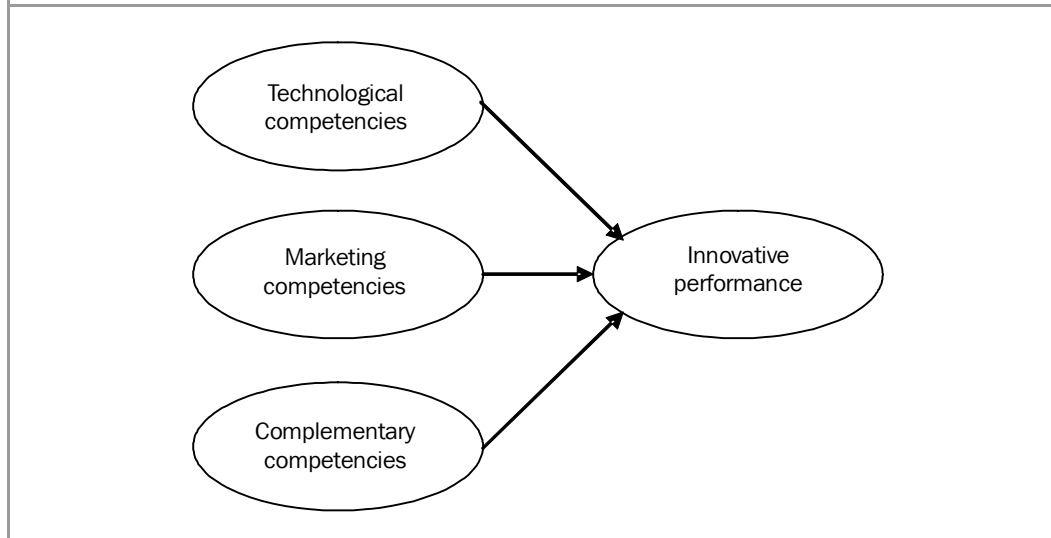 Technological
competencies
Marketing
competencies
Innovative
performance
Complementary
competencies